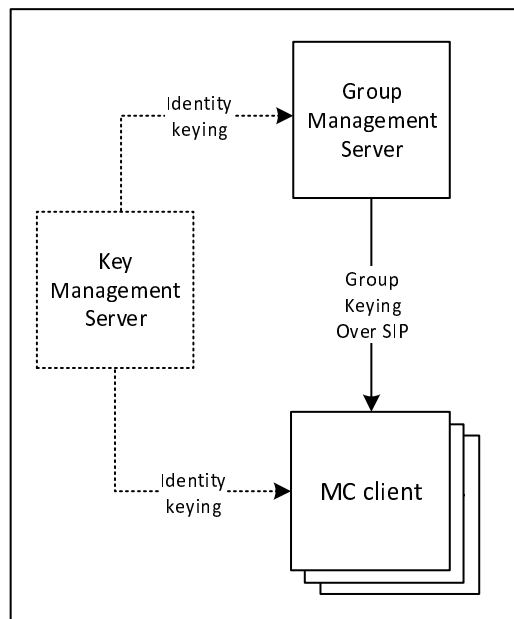 Identity
keying
Group
Management
Server
Key
Management
Server
Group
Keying
Over SIP
Identity
keying
MC client